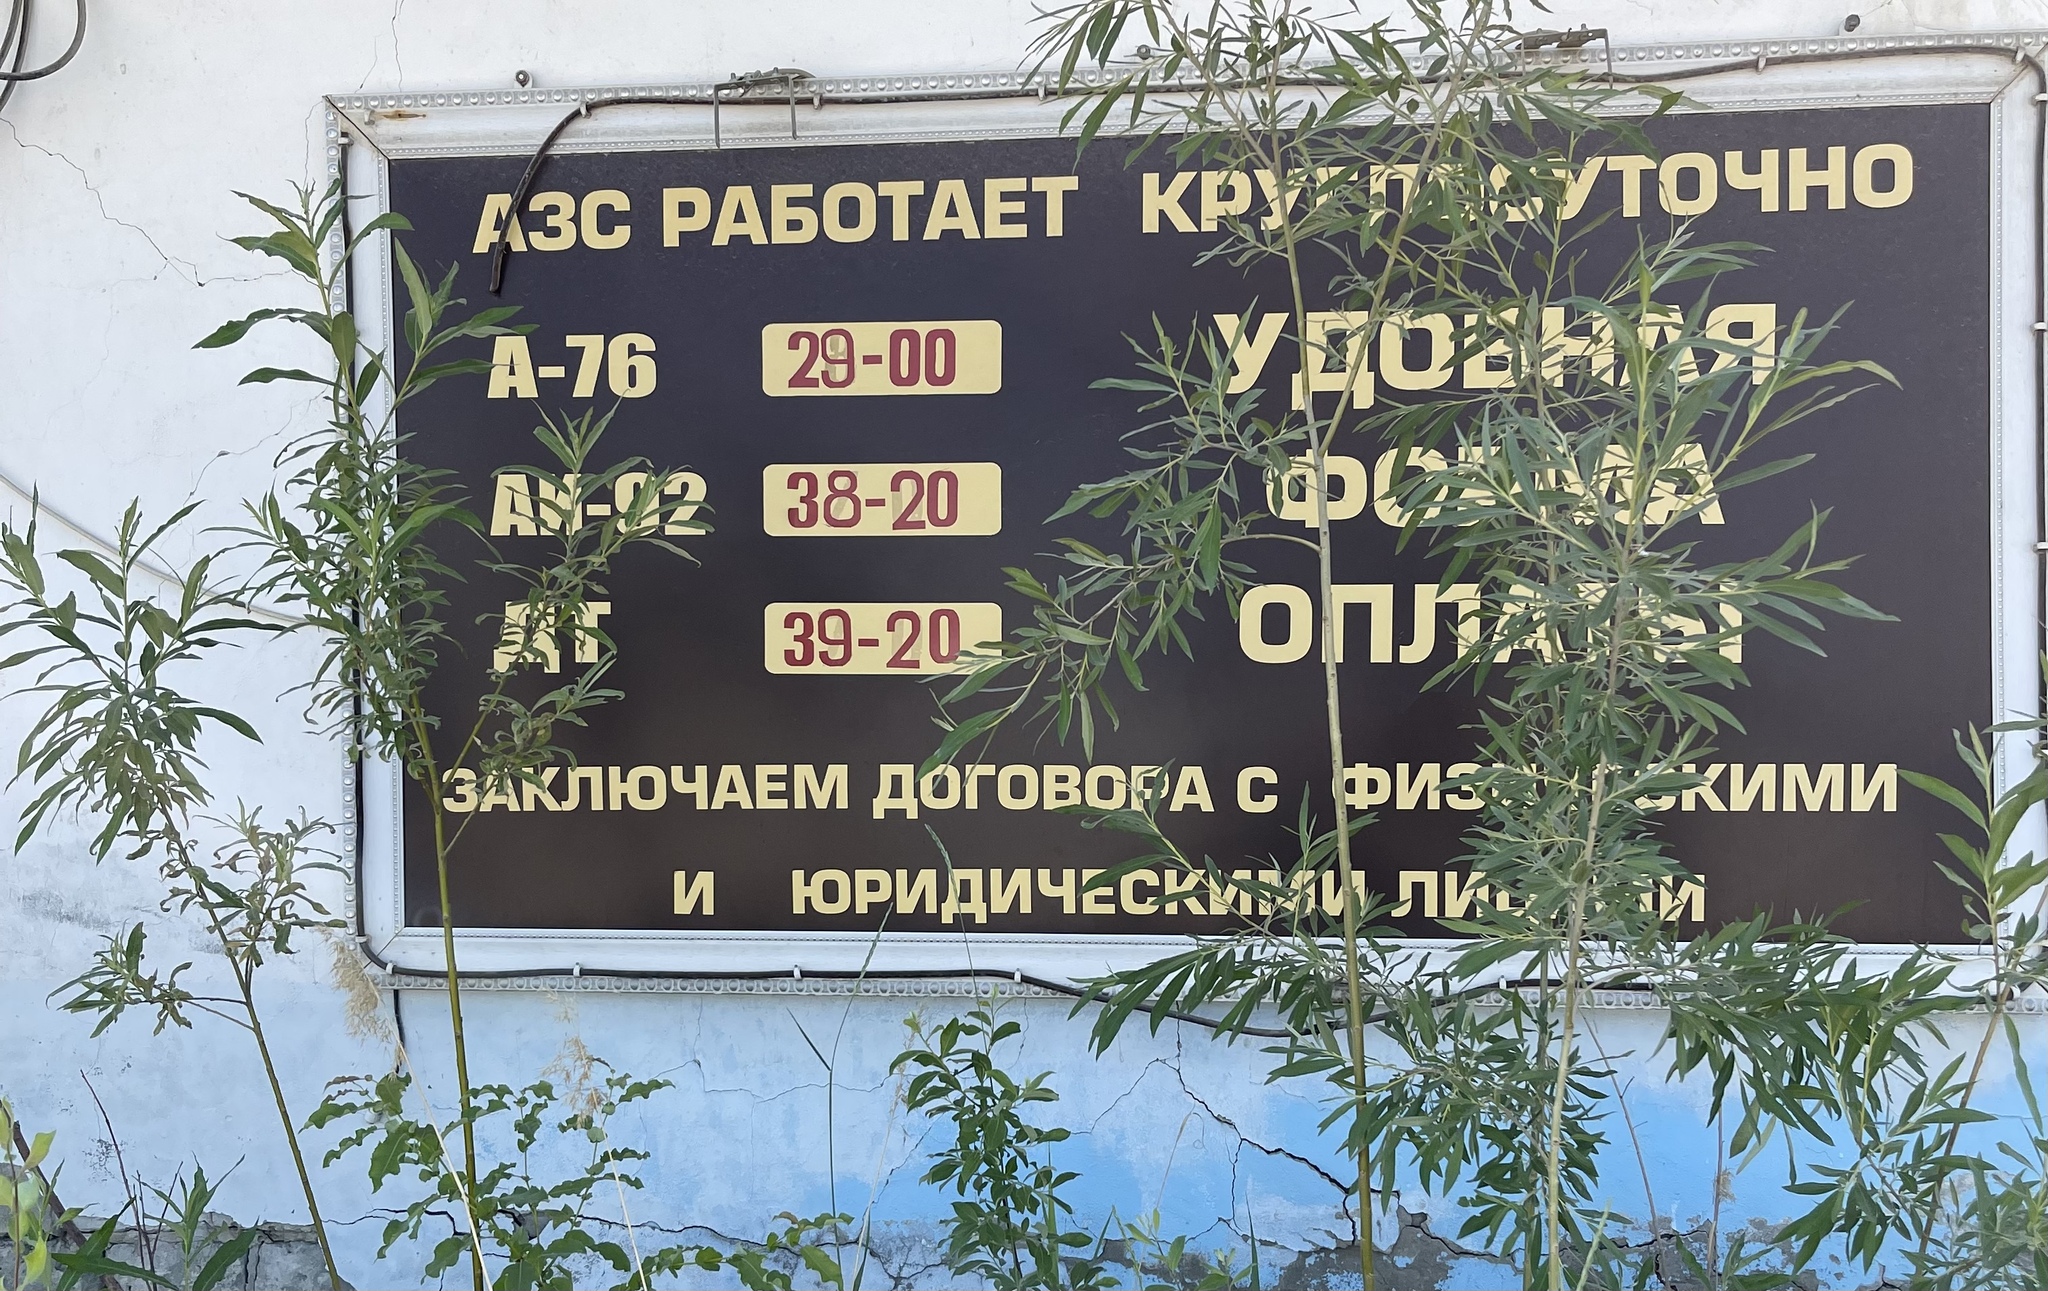 АЗС РАБОТАЕТ КРУГЛОСУТОЧНО
А-76 29-00 УДОБНАЯ
АИ-92 38-20 ФОРМА
ДТ 39-20 ОПЛАТЫ
ЗАКЛЮЧАЕМ ДОГОВОРА С ФИЗИЧЕСКИМИ
И ЮРИДИЧЕСКИМИ ЛИЦАМИ